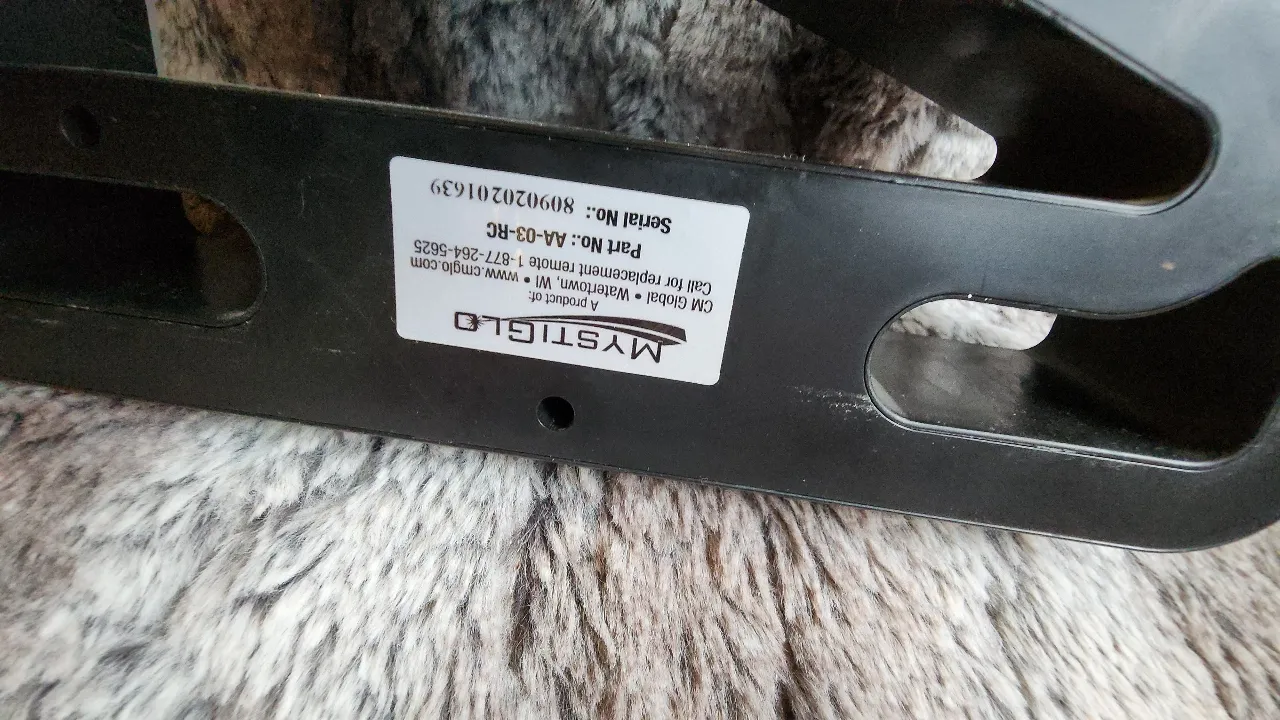 MYSTIGLO
A product of:
CM Global • Watertown, WI • www.cmglo.com
Call for replacement remote 1-877-264-5625
Part No.: AA-03-RC
Serial No.: 809020201639